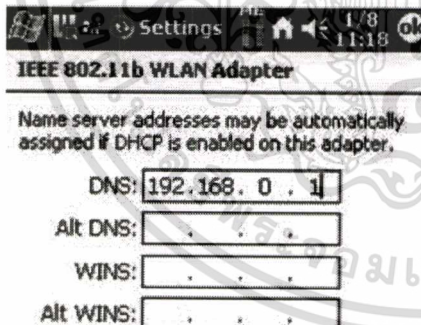 Settings 1/8 11:18 ok
IEEE 802.11b WLAN Adapter
Name server addresses may be automatically
assigned if DHCP is enabled on this adapter.
DNS: 192.168. 0 . 1
Alt DNS: . . .
WINS: . . .
Alt WINS: . . .